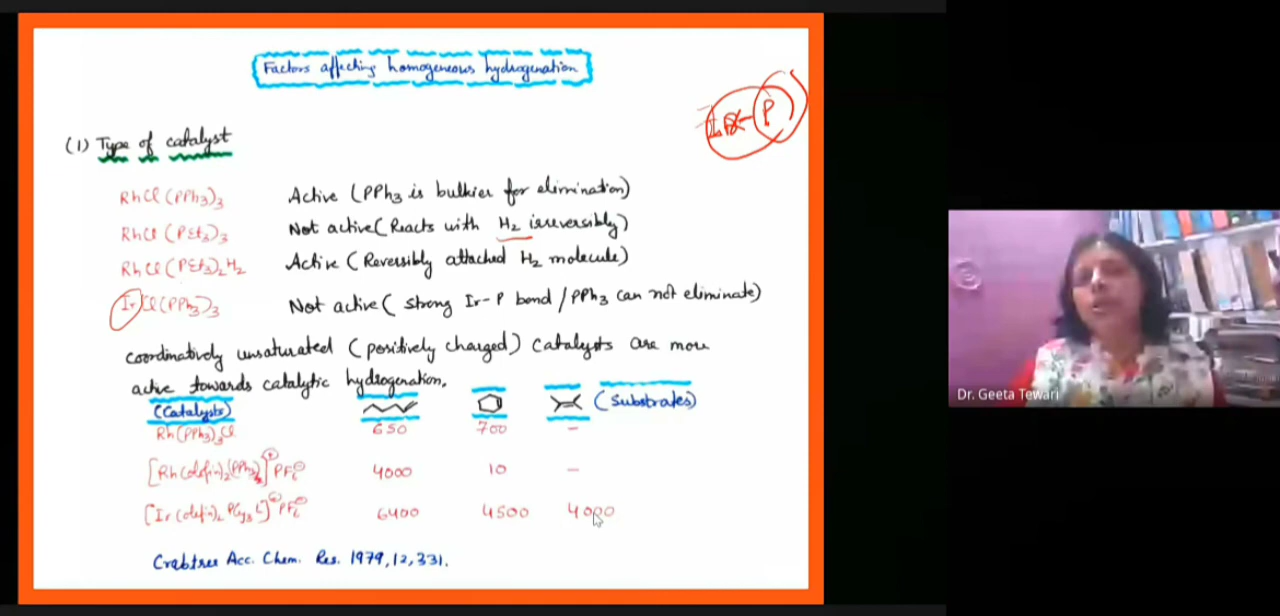 Factors affecting homogeneous hydrogenation
(1) Type of catalyst
RhCl(PPh3)3 Active (PPh3 is bulkier for elimination)
RhCl(PEt3)3 Not active (Reacts with H2 irreversibly)
RhCl(PEt3)2H2 Active (Reversibly attached H2 molecule)
IrCl(PPh3)3 Not active (strong Ir-P bond / PPh3 can not eliminate)
coordinatively unsaturated (positively charged) catalysts are more
active towards catalytic hydrogenation.
(Catalysts) (Substrates)
Rh(PPh3)3Cl 650 700 -
[Rh(olefin)2(PPh3)2]⊕PF6⊖ 4000 10 -
[Ir(olefin)2 PCy3 L]⊕PF6⊖ 6400 4500 4000
Crabtree Acc. Chem. Res. 1979, 12, 331.
Dr. Geeta Tewari